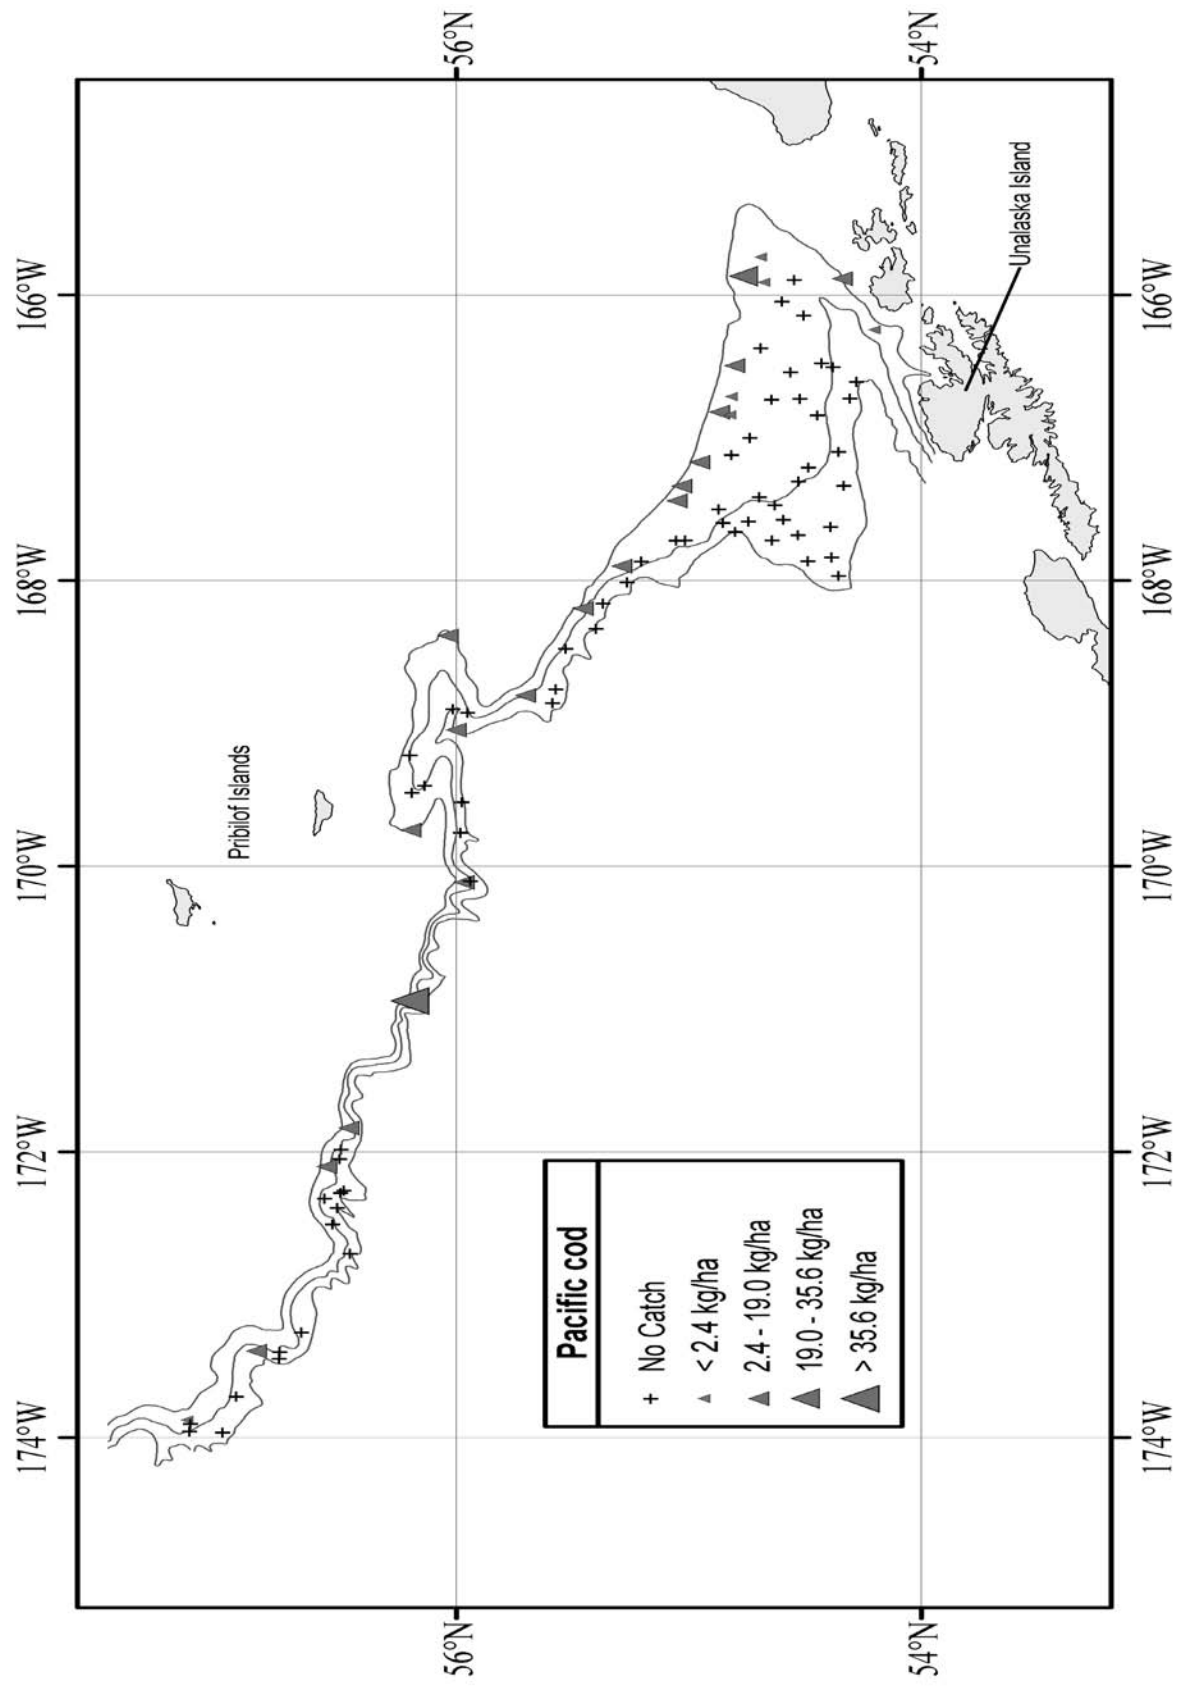 174°W
172°W
170°W
168°W
166°W
56°N
56°N
Pribilof Islands
Pacific cod
No Catch
< 2.4 kg/ha
2.4 - 19.0 kg/ha
19.0 - 35.6 kg/ha
> 35.6 kg/ha
54°N
54°N
Unalaska Island
174°W
172°W
170°W
168°W
166°W